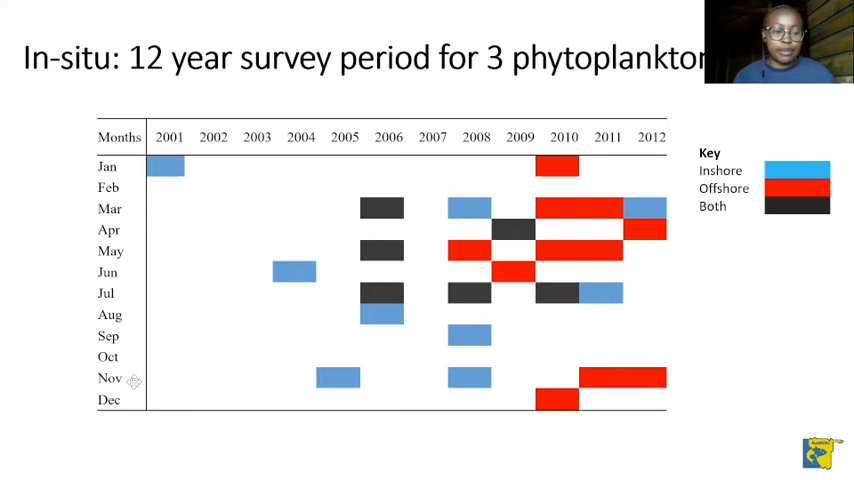 In-situ: 12 year survey period for 3 phytoplankton
Months 2001 2002 2003 2004 2005 2006 2007 2008 2009 2010 2011 2012
Jan
Feb
Mar
Apr
May
Jun
Jul
Aug
Sep
Oct
Nov
Dec
Key
Inshore
Offshore
Both